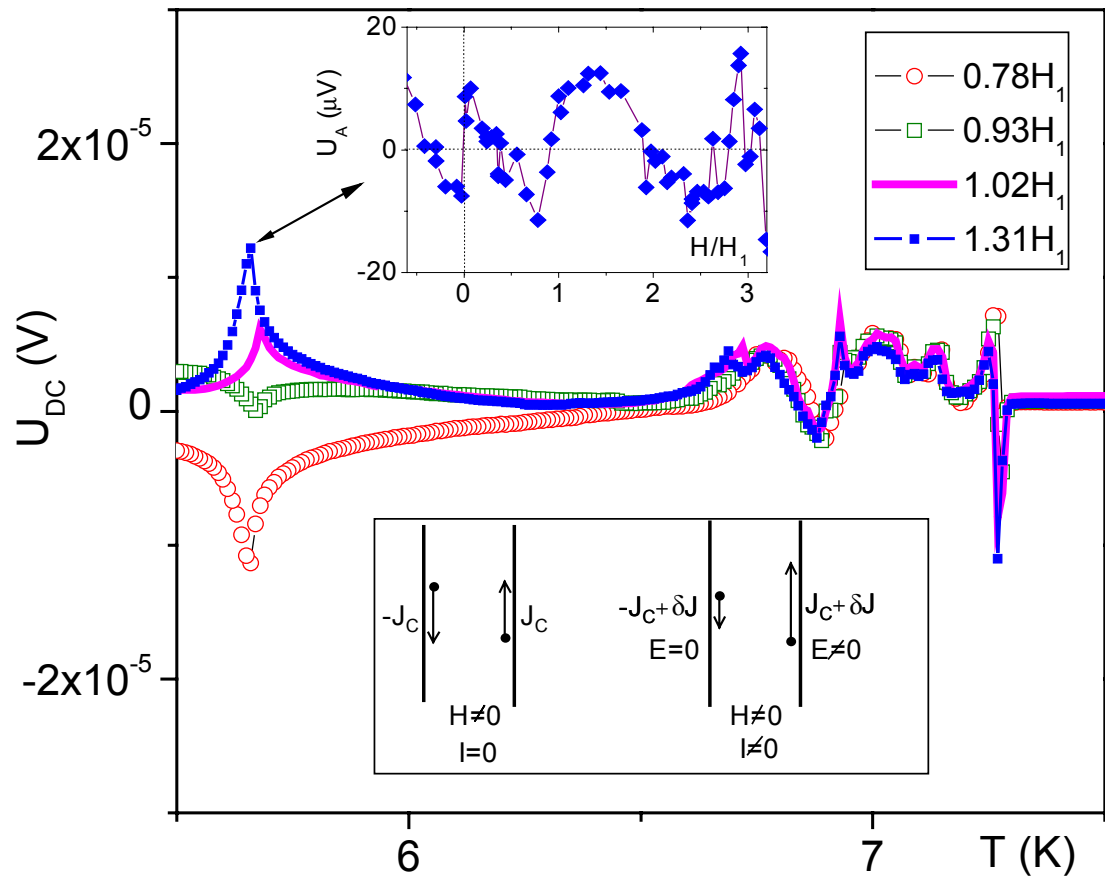 20
0
-20
U_A (μV)
0
1
2
3
H/H_1
0.78H_1
0.93H_1
1.02H_1
1.31H_1
2x10^-5
0
-2x10^-5
U_DC (V)
-J_C
J_C
H≠0
I=0
-J_C+δJ
E=0
J_C+δJ
E≠0
H≠0
I≠0
6
7
T (K)